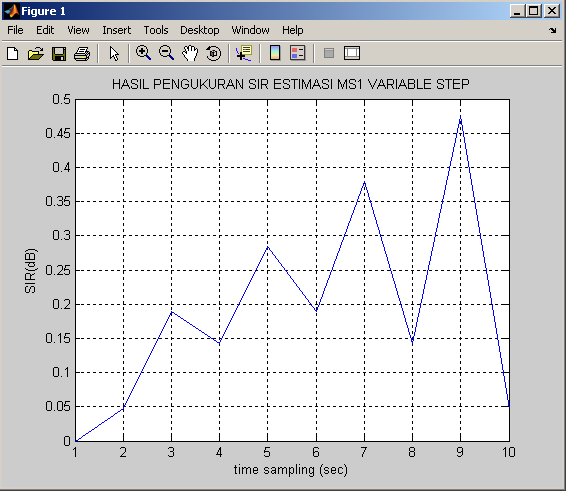 Figure 1
File Edit View Insert Tools Desktop Window Help
HASIL PENGUKURAN SIR ESTIMASI MS1 VARIABLE STEP
0.5
0.45
0.4
0.35
0.3
0.25
0.2
0.15
0.1
0.05
0
SIR(dB)
1 2 3 4 5 6 7 8 9 10
time sampling (sec)